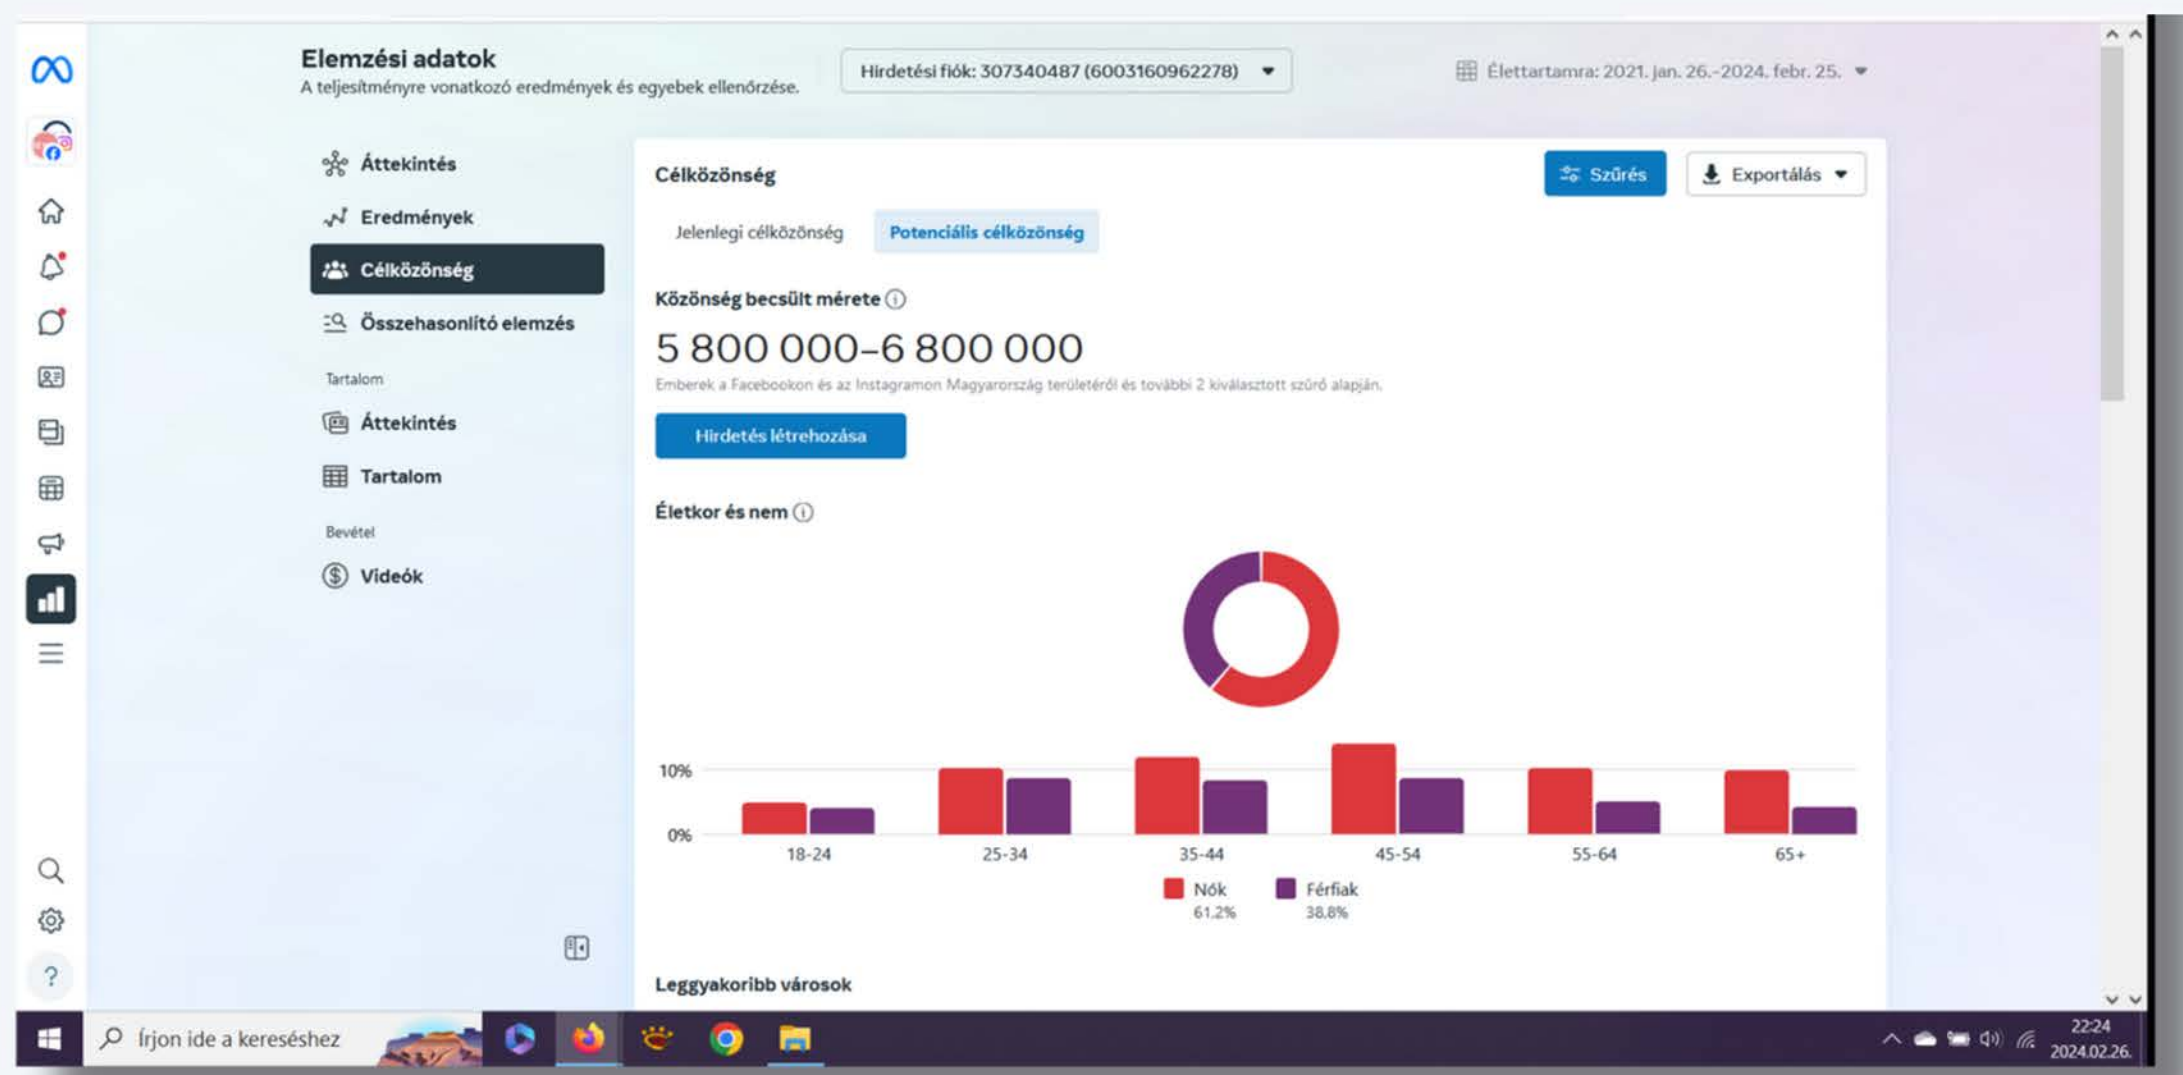 Elemzési adatok
A teljesítményre vonatkozó eredmények és egyebek ellenőrzése.
Hirdetési fiók: 307340487 (6003160962278)
Élettartamra: 2021. jan. 26.-2024. febr. 25.
Áttekintés
Eredmények
Célközönség
Összehasonlító elemzés
Tartalom
Áttekintés
Tartalom
Bevétel
Videók
Célközönség
Szűrés
Exportálás
Jelenlegi célközönség
Potenciális célközönség
Közönség becsült mérete
5 800 000–6 800 000
Emberek a Facebookon és az Instagramon Magyarország területéről és további 2 kiválasztott szűrő alapján.
Hirdetés létrehozása
Életkor és nem
10%
0%
18-24 25-34 35-44 45-54 55-64 65+
Nők Férfiak
61.2% 38.8%
Leggyakoribb városok
Írjon ide a kereséshez
22:24
2024.02.26.